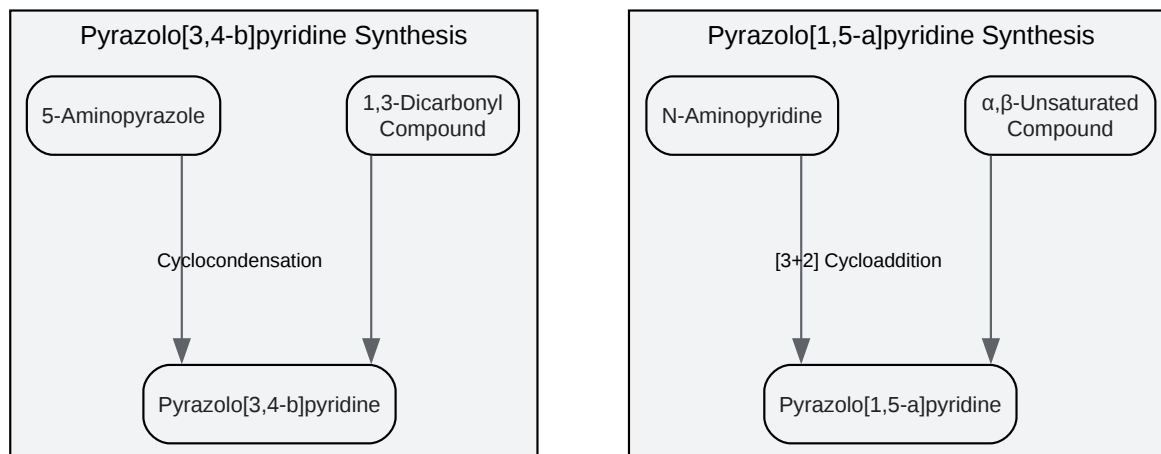 Pyrazolo[3,4-b]pyridine Synthesis
5-Aminopyrazole
1,3-Dicarbonyl
Compound
Cyclocondensation
Pyrazolo[3,4-b]pyridine
Pyrazolo[1,5-a]pyridine Synthesis
N-Aminopyridine
α,β-Unsaturated
Compound
[3+2] Cycloaddition
Pyrazolo[1,5-a]pyridine